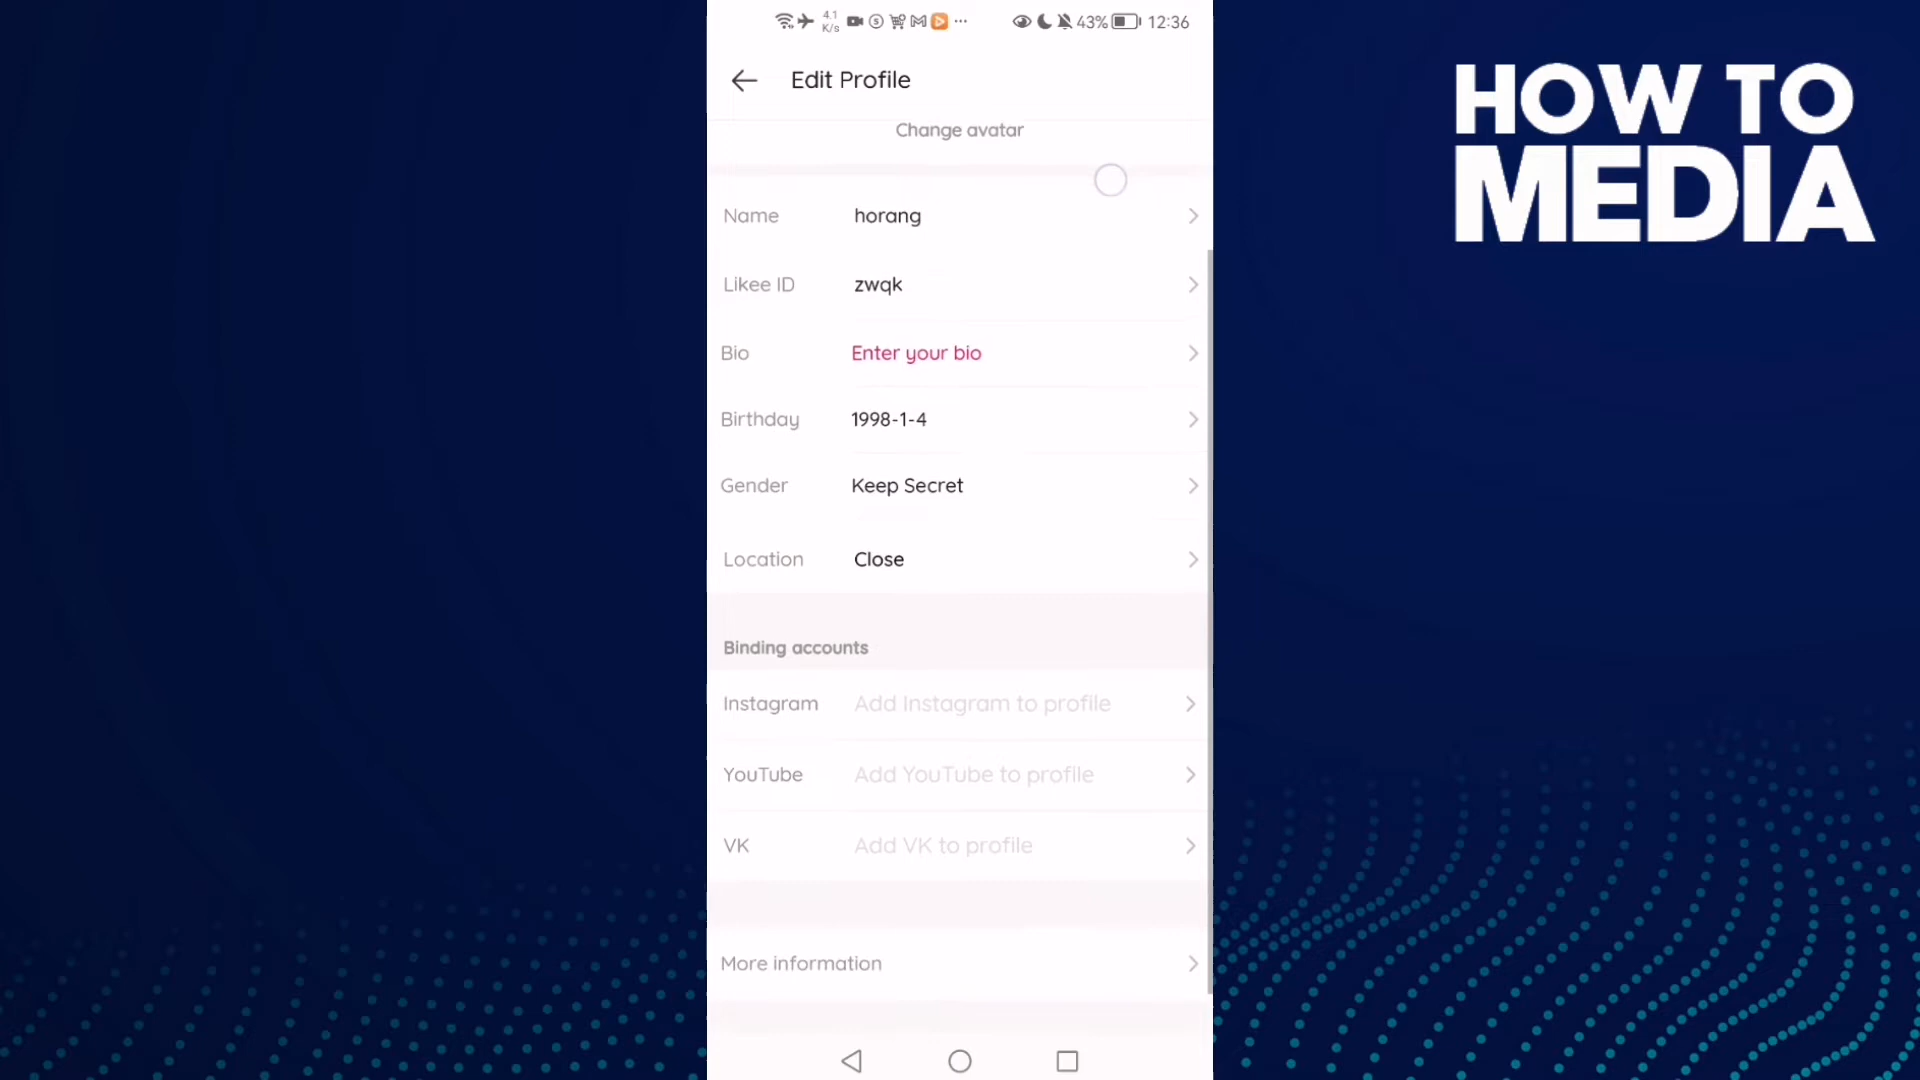 4.1
K/s
43%
12:36
Edit Profile
Change avatar
Name horang
Likee ID zwqk
Bio Enter your bio
Birthday 1998-1-4
Gender Keep Secret
Location Close
Binding accounts
Instagram Add Instagram to profile
YouTube Add YouTube to profile
VK Add VK to profile
More information
HOW TO
MEDIA